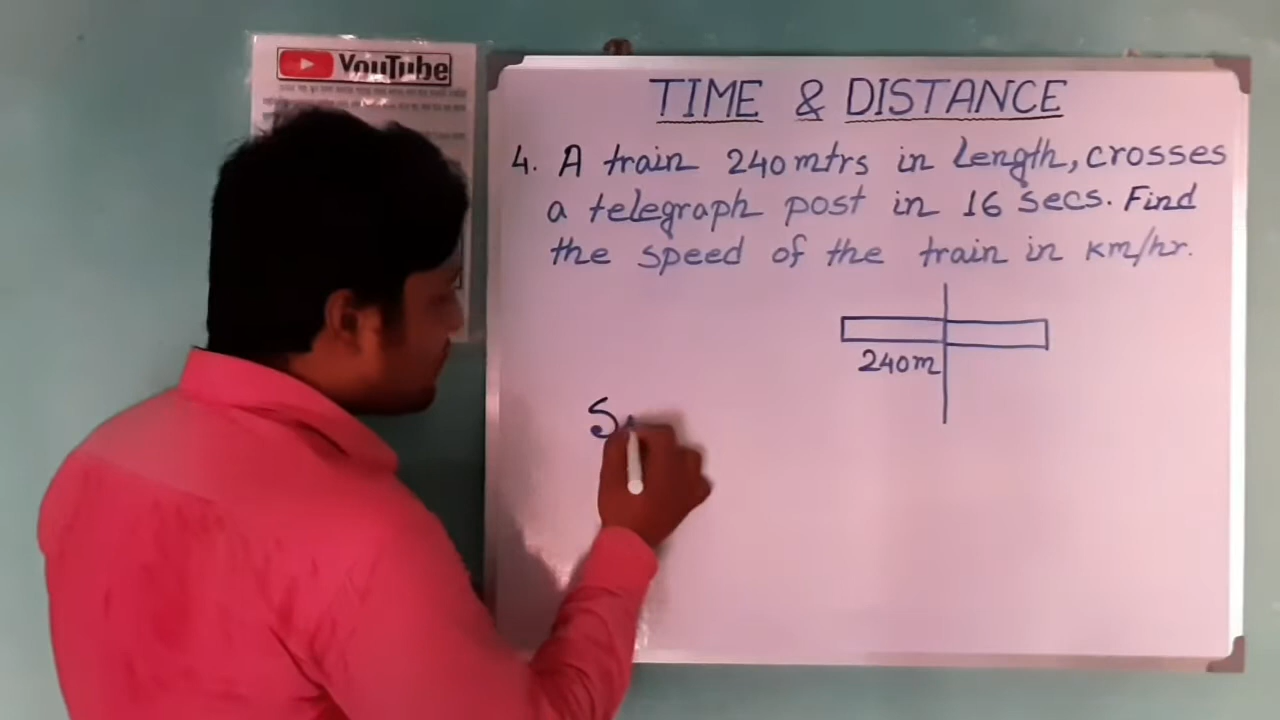 YouTube
TIME & DISTANCE
4. A train 240 mtrs in Length, crosses
a telegraph post in 16 secs. Find
the speed of the train in km/hr.
240m
S